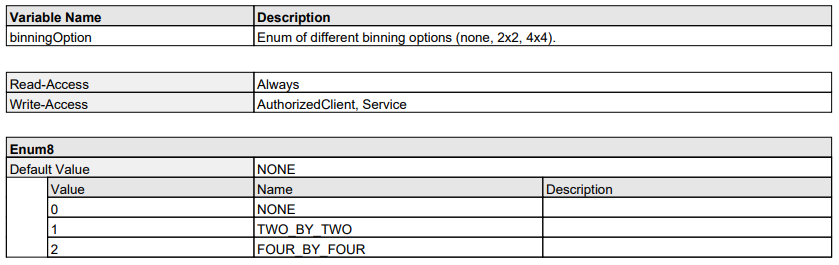 Variable Name Description
binningOption Enum of different binning options (none, 2x2, 4x4).
Read-Access Always
Write-Access AuthorizedClient, Service
Enum8
Default Value NONE
Value Name Description
0 NONE
1 TWO_BY_TWO
2 FOUR_BY_FOUR